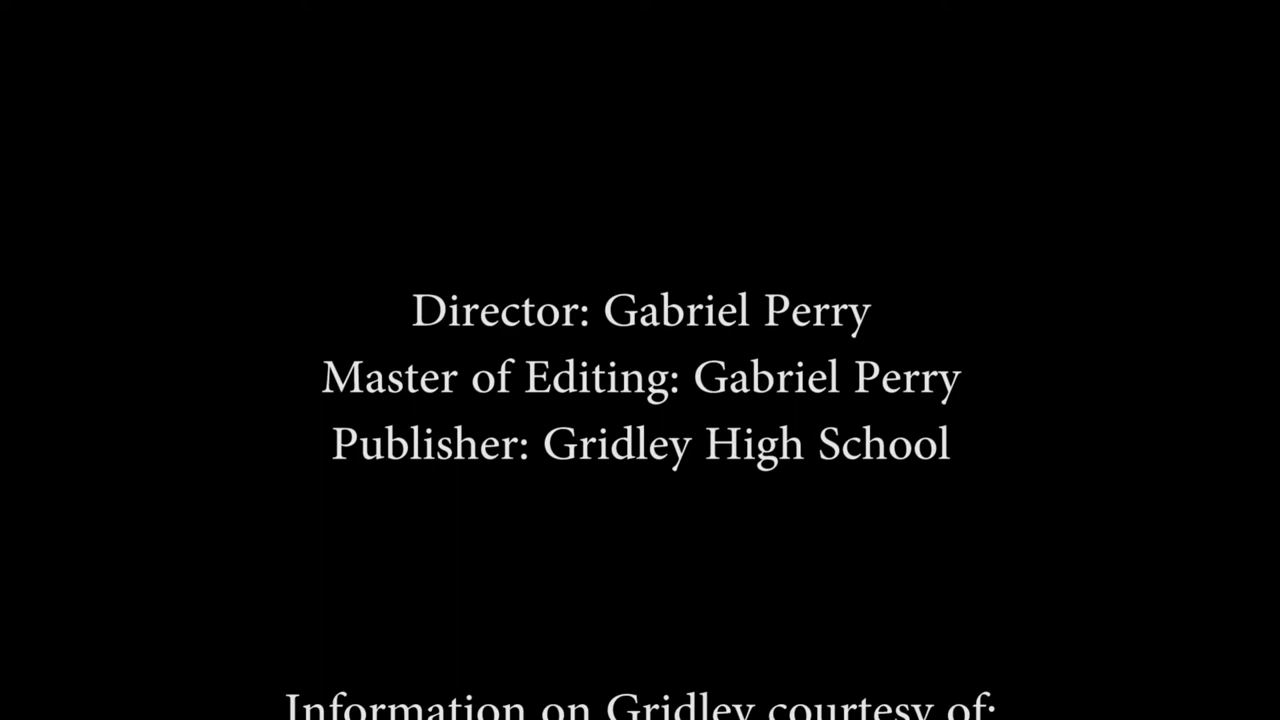 Director: Gabriel Perry
Master of Editing: Gabriel Perry
Publisher: Gridley High School
Information on Gridley courtesy of: